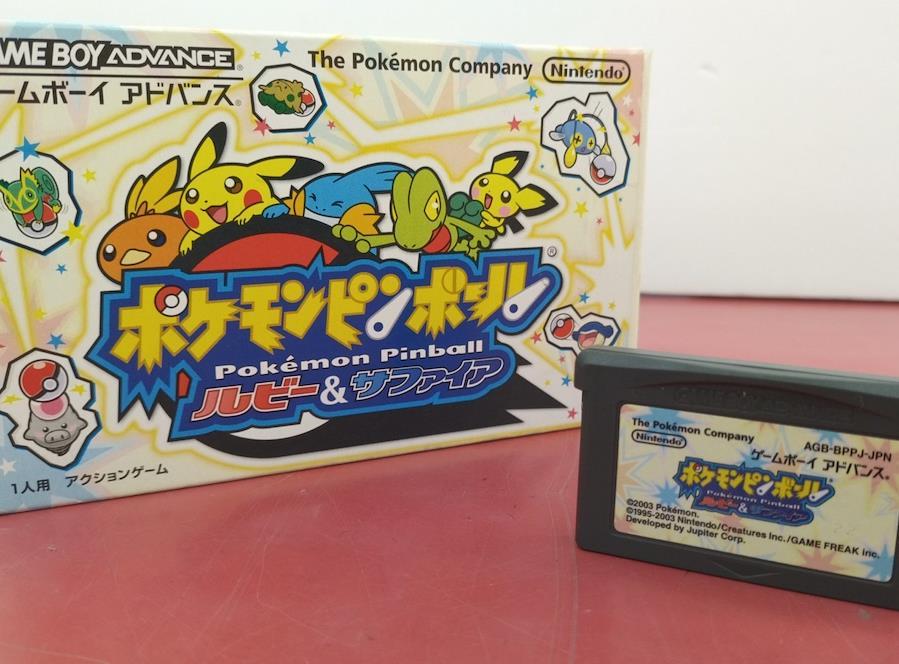 AME BOY ADVANCE
ームボーイ アドバンス®
The Pokémon Company
Nintendo®
ポケモンピンボール®
Pokémon Pinball
ルビー&サファイア
1人用 アクションゲーム
The Pokémon Company
Nintendo®
AGB-BPPJ-JPN
ゲームボーイ アドバンス®
ポケモンピンボール
Pokémon Pinball
ルビー&サファイア
©2003 Pokémon.
©1995-2003 Nintendo/Creatures Inc./GAME FREAK inc.
Developed by Jupiter Corp.